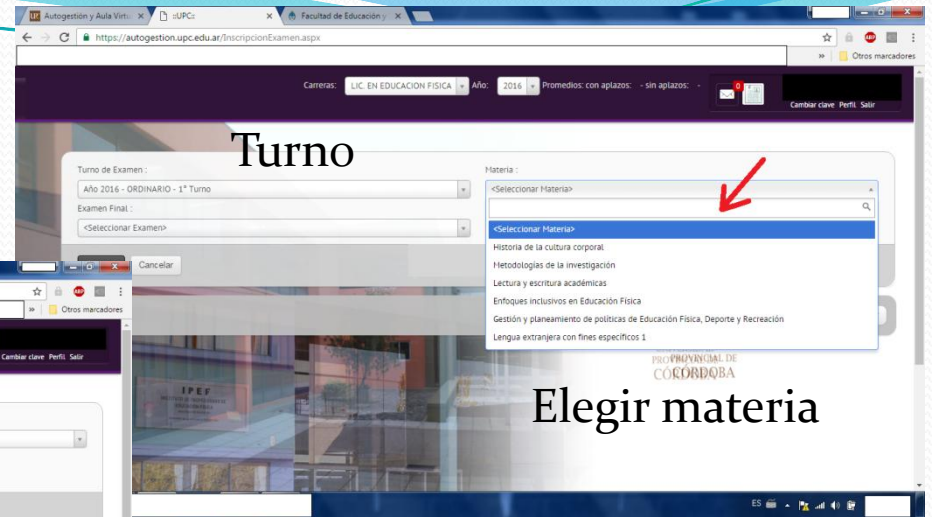 Autogestión y Aula Virtu
::UPC::
Facultad de Educación y
https://autogestion.upc.edu.ar/InscripcionExamen.aspx
Otros marcadores
Carreras: LIC. EN EDUCACION FISICA Año: 2016 Promedios: con aplazos: - sin aplazos: -
0
Cambiar clave Perfil Salir
Turno
Turno de Examen :
Año 2016 - ORDINARIO - 1° Turno
Examen Final :
<Seleccionar Examen>
Cancelar
Materia :
<Seleccionar Materia>
<Seleccionar Materia>
Historia de la cultura corporal
Metodologías de la investigación
Lectura y escritura académicas
Enfoques inclusivos en Educación Física
Gestión y planeamiento de políticas de Educación Física, Deporte y Recreación
Lengua extranjera con fines específicos 1
Otros marcadores
Cambiar clave Perfil Salir
IPEF
PROVINCIAL DE
CÓRDOBA
Elegir materia
ES